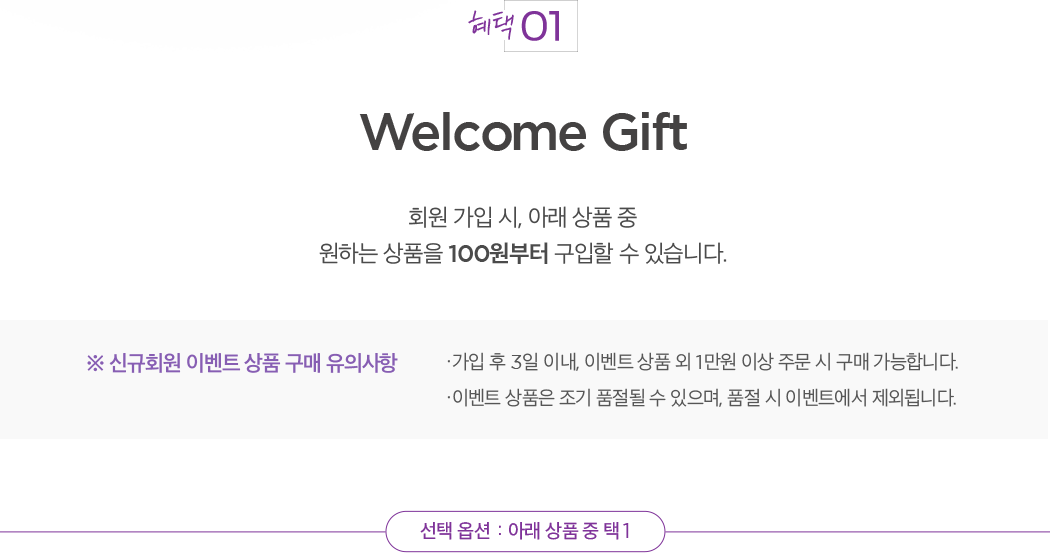 혜택 01
Welcome Gift
회원 가입 시, 아래 상품 중
원하는 상품을 100원부터 구입할 수 있습니다.
※ 신규회원 이벤트 상품 구매 유의사항
·가입 후 3일 이내, 이벤트 상품 외 1만원 이상 주문 시 구매 가능합니다.
·이벤트 상품은 조기 품절될 수 있으며, 품절 시 이벤트에서 제외됩니다.
선택 옵션 : 아래 상품 중 택1